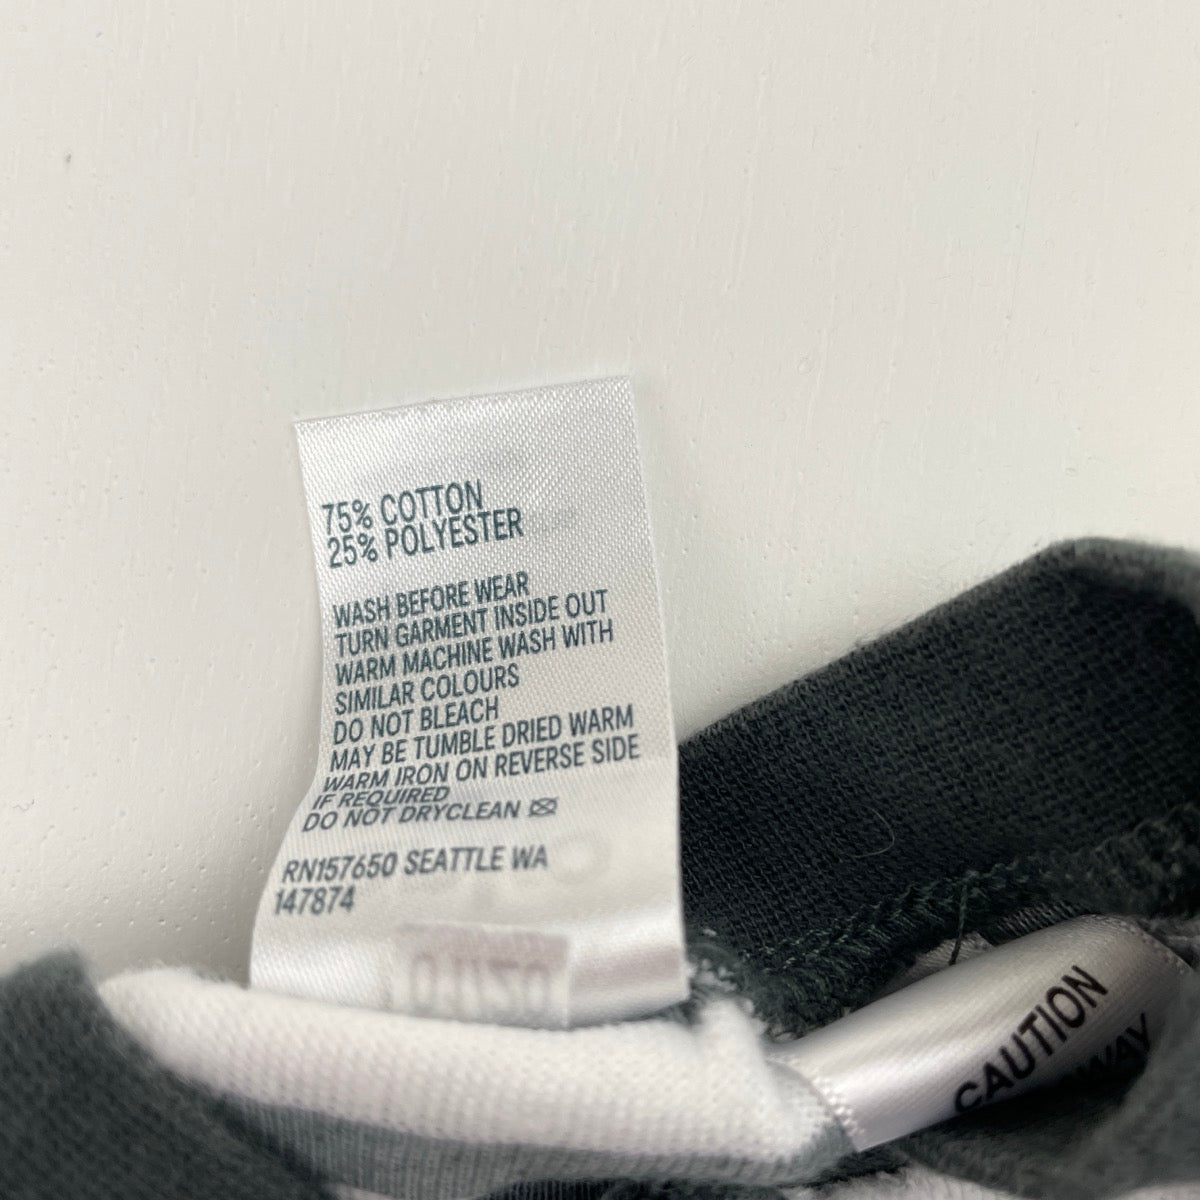 75% COTTON
25% POLYESTER
WASH BEFORE WEAR
TURN GARMENT INSIDE OUT
WARM MACHINE WASH WITH
SIMILAR COLOURS
DO NOT BLEACH
MAY BE TUMBLE DRIED WARM
WARM IRON ON REVERSE SIDE
IF REQUIRED
DO NOT DRYCLEAN
RN157650 SEATTLE WA
147874
CAUTION